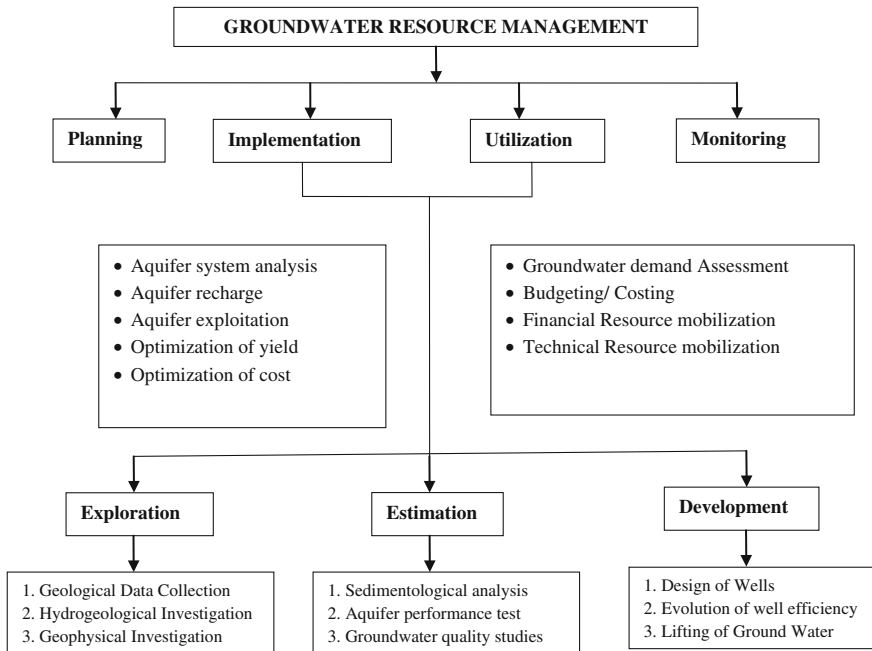 GROUNDWATER RESOURCE MANAGEMENT
Planning
Implementation
Utilization
Monitoring
• Aquifer system analysis
• Aquifer recharge
• Aquifer exploitation
• Optimization of yield
• Optimization of cost
• Groundwater demand Assessment
• Budgeting/ Costing
• Financial Resource mobilization
• Technical Resource mobilization
Exploration
Estimation
Development
1. Geological Data Collection
2. Hydrogeological Investigation
3. Geophysical Investigation
1. Sedimentological analysis
2. Aquifer performance test
3. Groundwater quality studies
1. Design of Wells
2. Evolution of well efficiency
3. Lifting of Ground Water